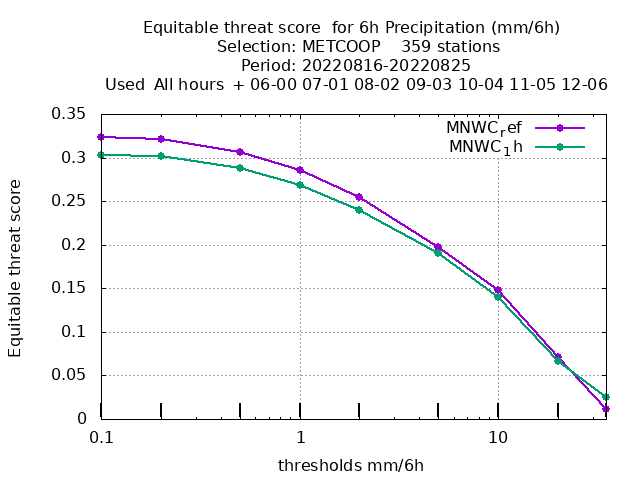 Equitable threat score  for 6h Precipitation (mm/6h)
Selection: METCOOP    359 stations
Period: 20220816-20220825
Used  All hours  + 06-00 07-01 08-02 09-03 10-04 11-05 12-06
0.35
0.3
0.25
0.2
0.15
0.1
0.05
0
Equitable threat score
MNWCref
MNWC1h
0.1 1 10
thresholds mm/6h